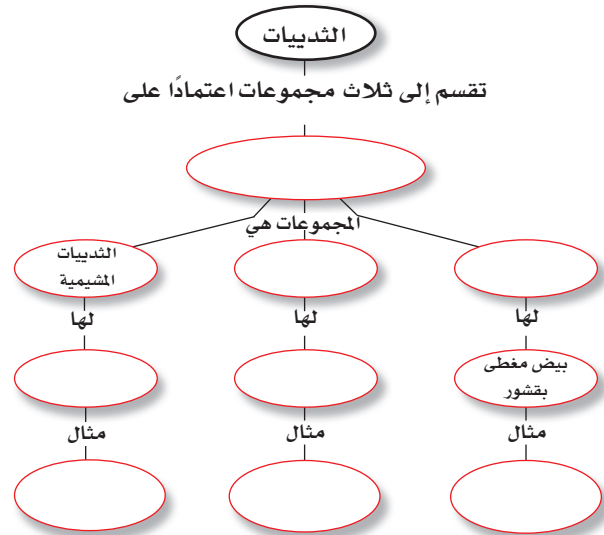 الثدييات
تقسم إلى ثلاث مجموعات اعتمادًا على
المجموعات هي
الثدييات
المشيمية
لها
لها
لها
بيض مغطى
بقشور
مثال
مثال
مثال